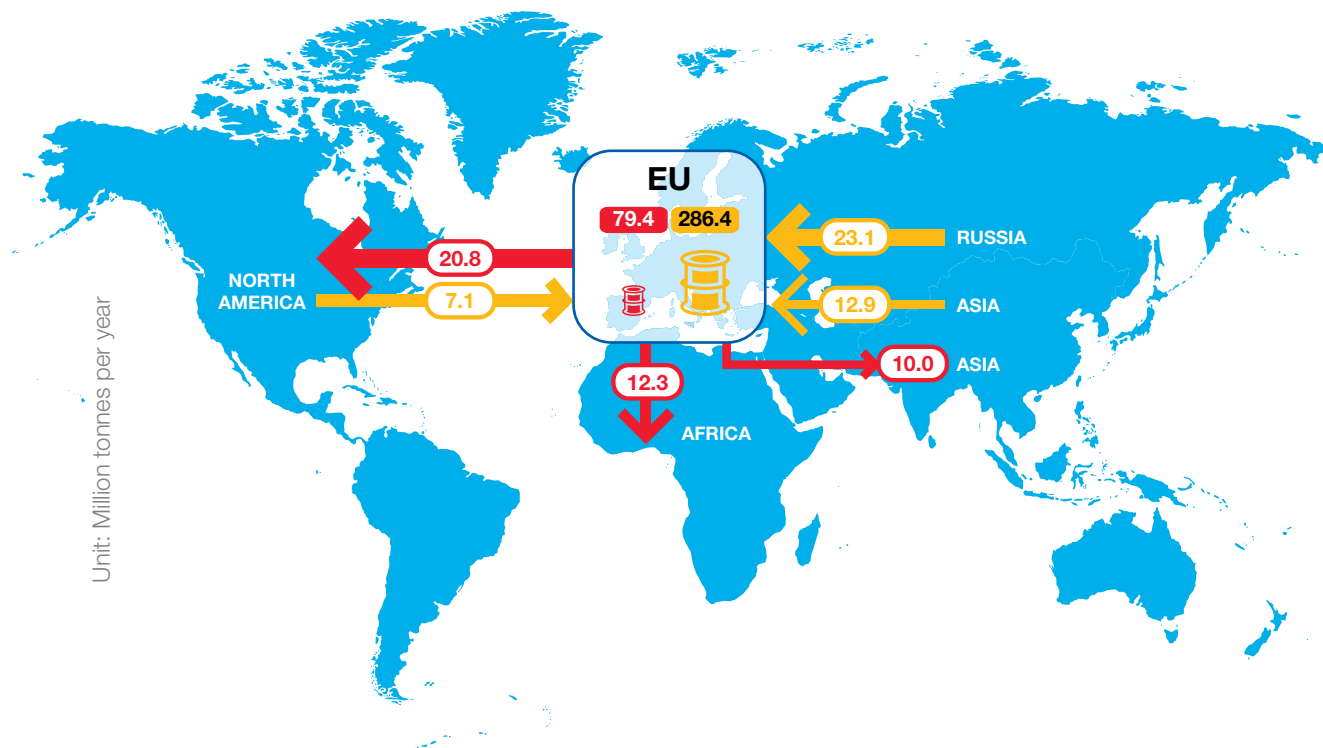 EU
79.4 286.4
20.8
23.1 RUSSIA
NORTH
AMERICA
7.1
12.9 ASIA
10.0 ASIA
12.3
AFRICA
Unit: Million tonnes per year